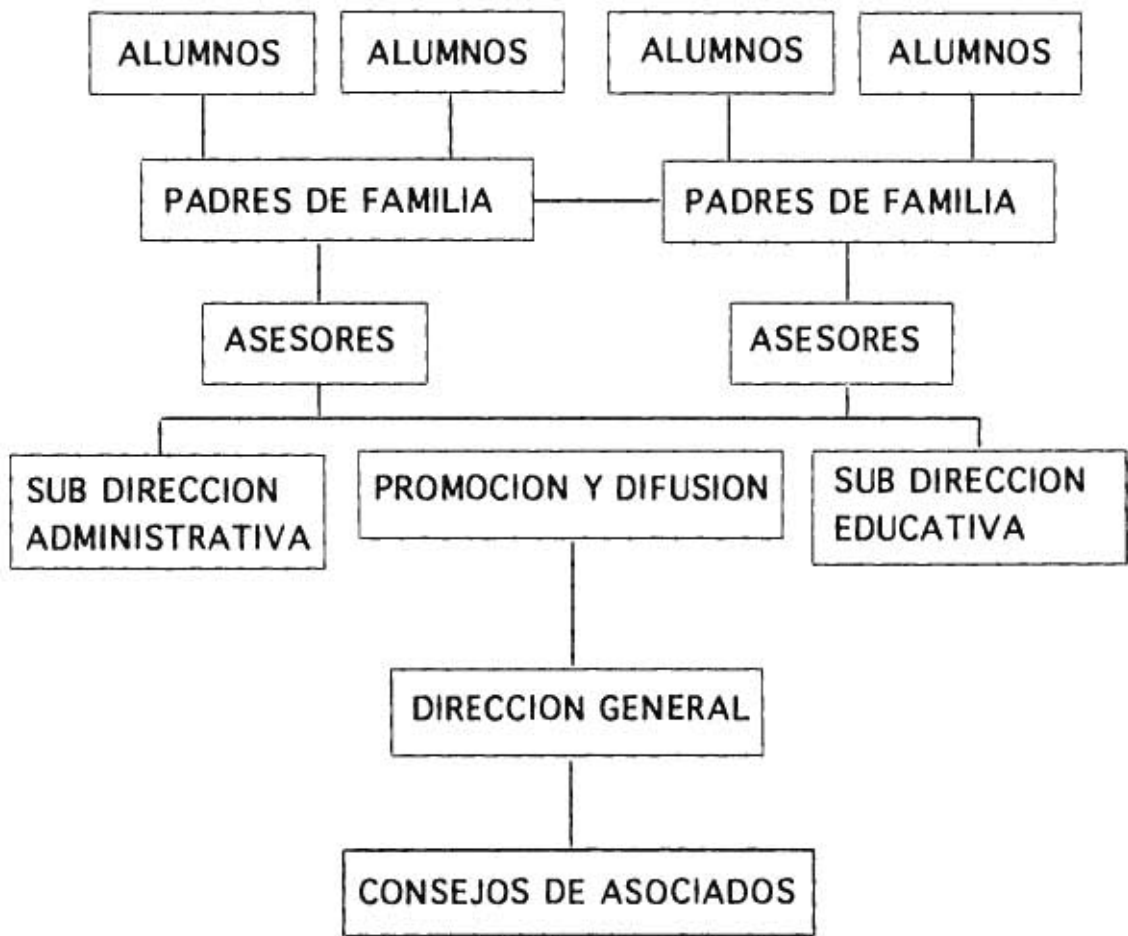 ALUMNOS
ALUMNOS
ALUMNOS
ALUMNOS
PADRES DE FAMILIA
PADRES DE FAMILIA
ASESORES
ASESORES
SUB DIRECCION
ADMINISTRATIVA
PROMOCION Y DIFUSION
SUB DIRECCION
EDUCATIVA
DIRECCION GENERAL
CONSEJOS DE ASOCIADOS